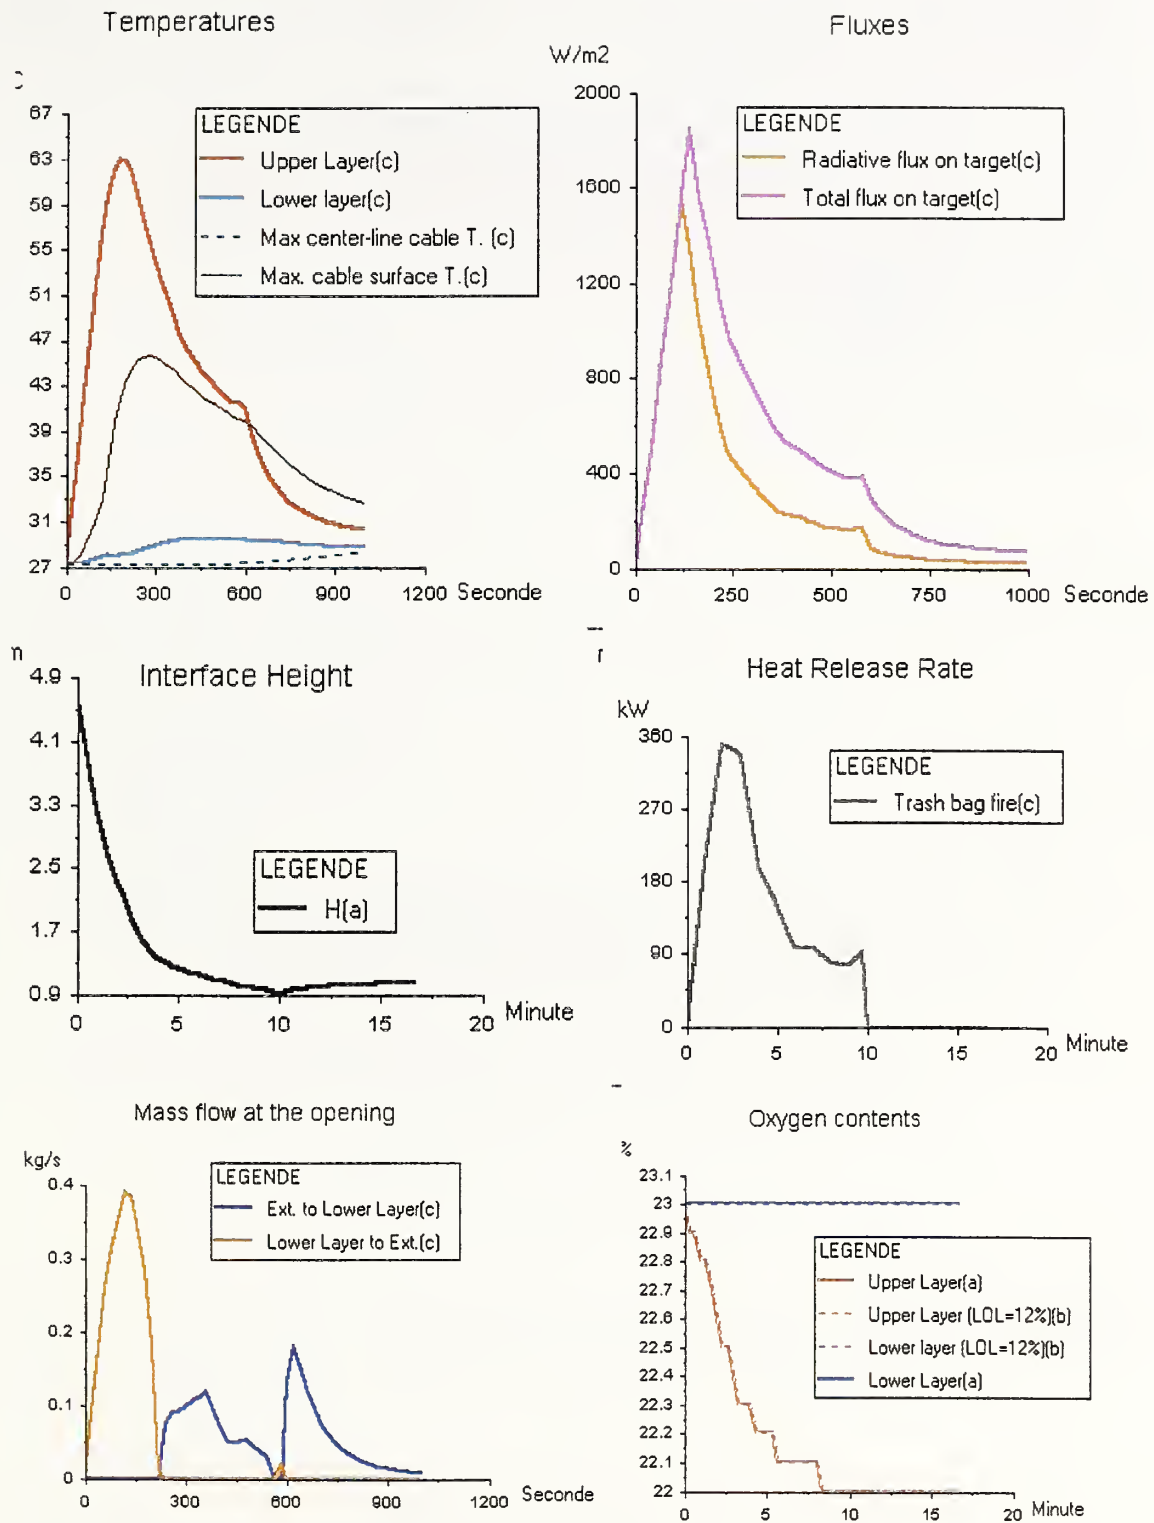 Temperatures
67
63
59
55
51
47
43
39
35
31
27
0
300
600
900
1200
Seconde
LEGENDE
Upper Layer(c)
Lower layer(c)
Max center-line cable T. (c)
Max. cable surface T.(c)
Fluxes
W/m2
2000
1600
1200
800
400
0
0
250
500
750
1000
Seconde
LEGENDE
Radiative flux on target(c)
Total flux on target(c)
Interface Height
4.9
4.1
3.3
2.5
1.7
0.9
0
5
10
15
20
Minute
LEGENDE
H(a)
Heat Release Rate
kW
360
270
180
90
0
0
5
10
15
20
Minute
LEGENDE
Trash bag fire(c)
Mass flow at the opening
kg/s
0.4
0.3
0.2
0.1
0
0
300
600
900
1200
Seconde
LEGENDE
Ext. to Lower Layer(c)
Lower Layer to Ext.(c)
Oxygen contents
%
23.1
23
22.9
22.8
22.7
22.6
22.5
22.4
22.3
22.2
22.1
22
0
5
10
15
20
Minute
LEGENDE
Upper Layer(a)
Upper Layer (LOL=12%)(b)
Lower layer (LOL=12%)(b)
Lower Layer(a)